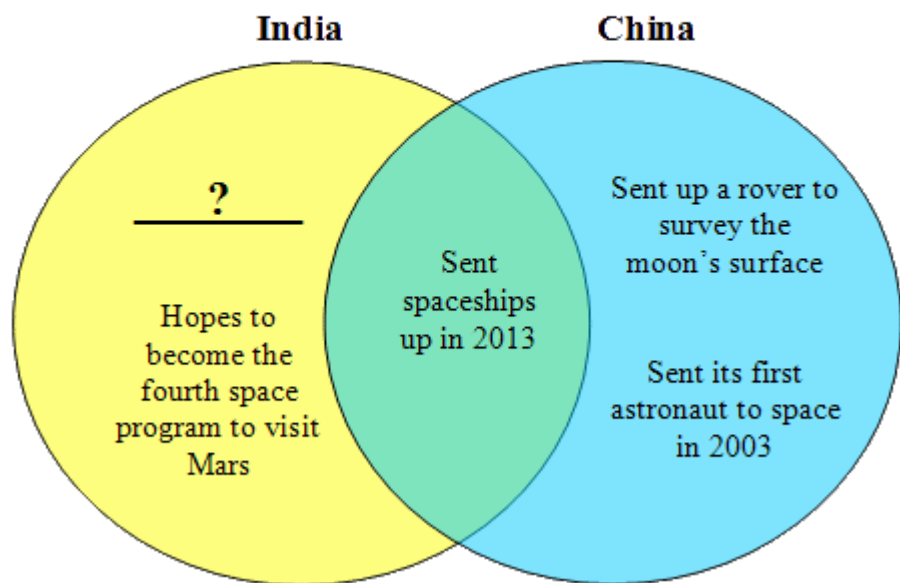 India
China
?
Hopes to
become the
fourth space
program to visit
Mars
Sent
spaceships
up in 2013
Sent up a rover to
survey the
moon's surface
Sent its first
astronaut to space
in 2003